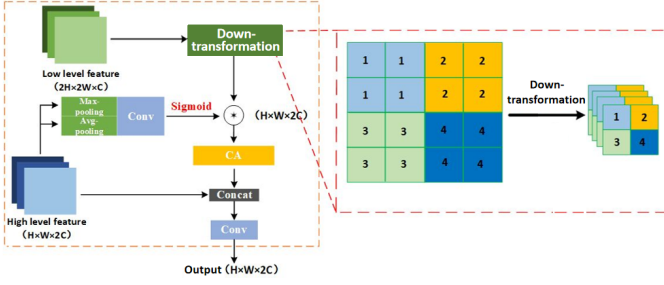 Down-
transformation
Low level feature
(2H×2W×C)
Max-
pooling
Avg-
pooling
Conv
Sigmoid
*
(H×W×2C)
CA
Concat
High level feature
(H×W×2C)
Conv
Output (H×W×2C)
1 1 2 2
1 1 2 2
3 3 4 4
3 3 4 4
Down-
transformation
1 2
3 4